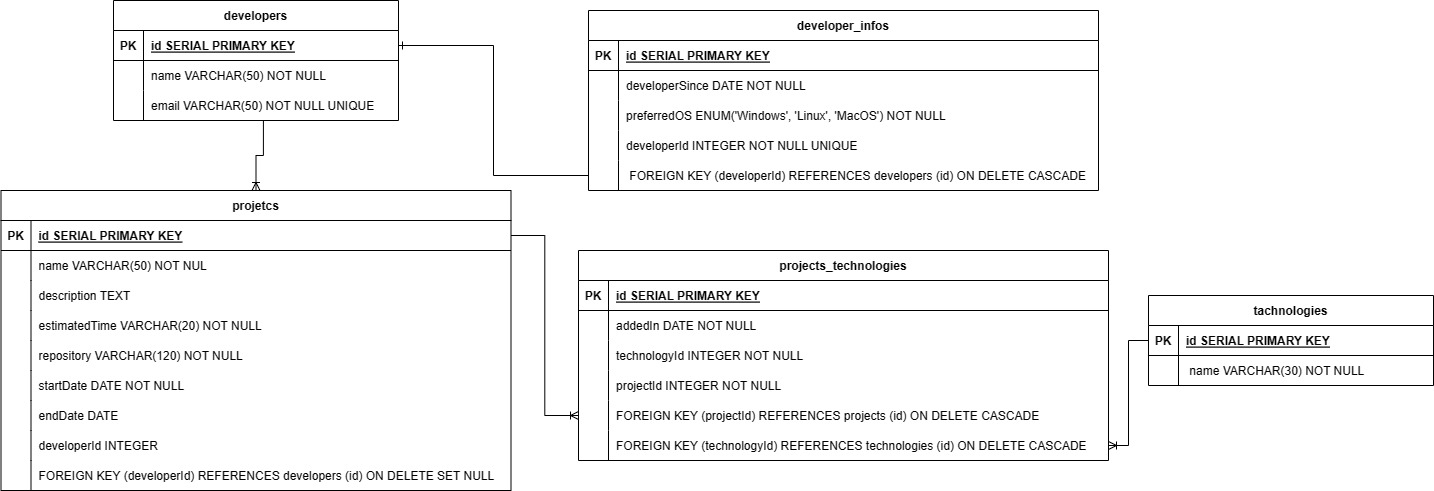 developers
PK id SERIAL PRIMARY KEY
name VARCHAR(50) NOT NULL
email VARCHAR(50) NOT NULL UNIQUE
developer_infos
PK id SERIAL PRIMARY KEY
developerSince DATE NOT NULL
preferredOS ENUM('Windows', 'Linux', 'MacOS') NOT NULL
developerId INTEGER NOT NULL UNIQUE
FOREIGN KEY (developerId) REFERENCES developers (id) ON DELETE CASCADE
projetcs
PK id SERIAL PRIMARY KEY
name VARCHAR(50) NOT NUL
description TEXT
estimatedTime VARCHAR(20) NOT NULL
repository VARCHAR(120) NOT NULL
startDate DATE NOT NULL
endDate DATE
developerId INTEGER
FOREIGN KEY (developerId) REFERENCES developers (id) ON DELETE SET NULL
projects_technologies
PK id SERIAL PRIMARY KEY
addedIn DATE NOT NULL
technologyId INTEGER NOT NULL
projectId INTEGER NOT NULL
FOREIGN KEY (projectId) REFERENCES projects (id) ON DELETE CASCADE
FOREIGN KEY (technologyId) REFERENCES technologies (id) ON DELETE CASCADE
tachnologies
PK id SERIAL PRIMARY KEY
name VARCHAR(30) NOT NULL